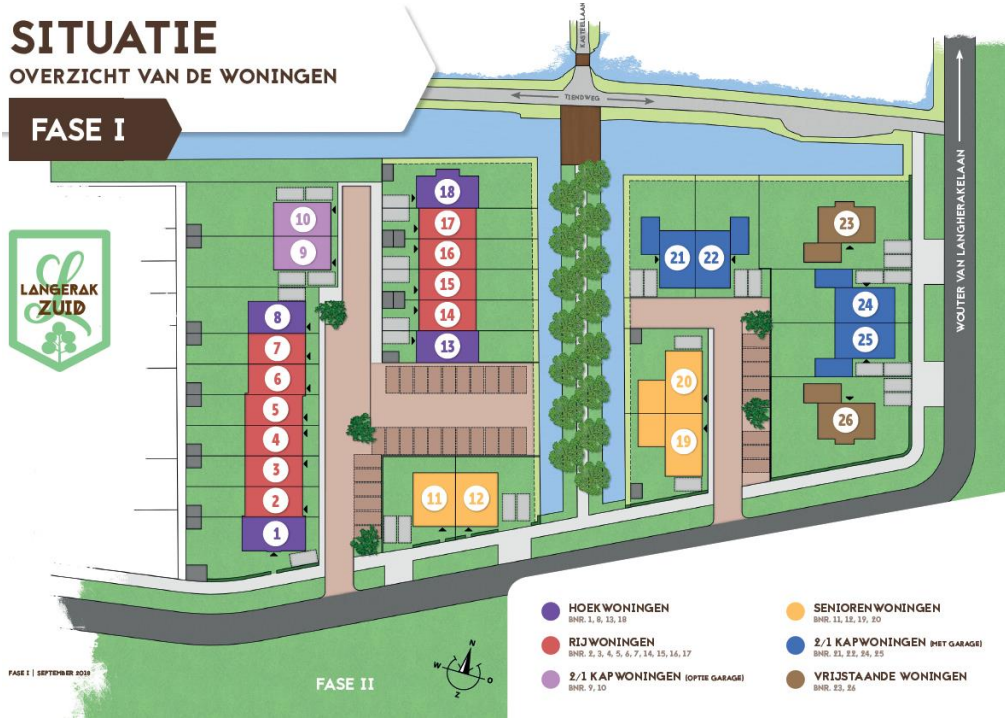 SITUATIE
OVERZICHT VAN DE WONINGEN
FASE I
KASTEELLAAN
TIENDWEG
WOUTER VAN LANGHERAKELAAN
LANGERAK
ZUID
10
9
8
7
6
5
4
3
2
1
18
17
16
15
14
13
11
12
21
22
20
19
23
24
25
26
HOEKWONINGEN
BNR. 1, 8, 13, 18
RIJWONINGEN
BNR. 2, 3, 4, 5, 6, 7, 14, 15, 16, 17
2/1 KAPWONINGEN (OPTIE GARAGE)
BNR. 9, 10
SENIORENWONINGEN
BNR. 11, 12, 19, 20
2/1 KAPWONINGEN (MET GARAGE)
BNR. 21, 22, 24, 25
VRIJSTAANDE WONINGEN
BNR. 23, 26
N
W
O
Z
FASE II
FASE I | SEPTEMBER 2018